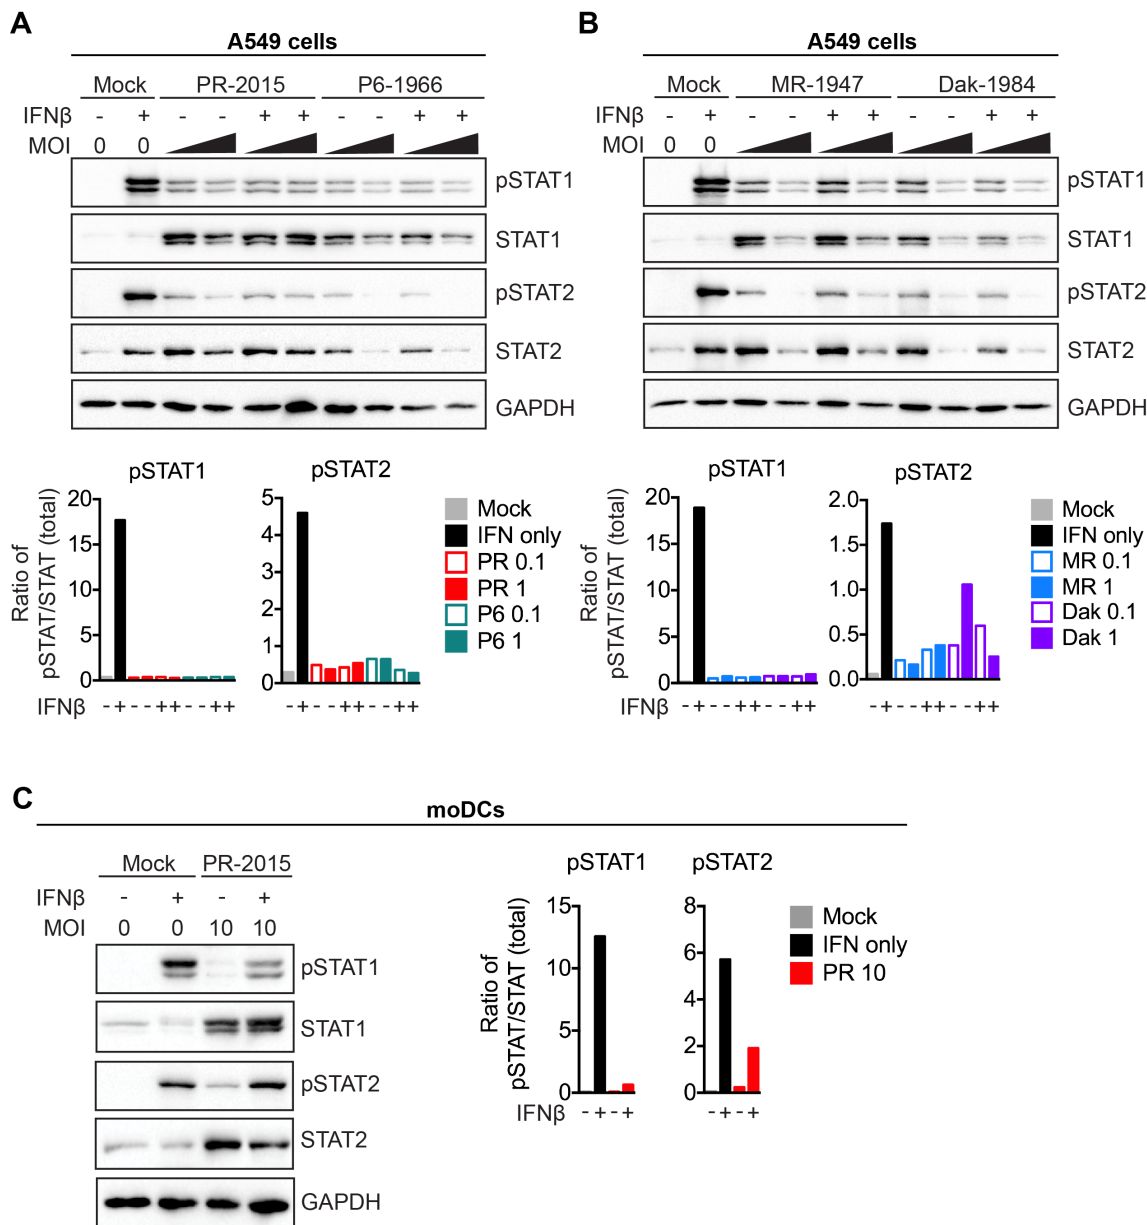 A
A549 cells
Mock PR-2015 P6-1966
IFNβ - + - - + + - - + +
MOI 0 0
pSTAT1
STAT1
pSTAT2
STAT2
GAPDH
pSTAT1
Ratio of
pSTAT/STAT (total)
20
15
10
5
0
IFNβ -+--++--++
pSTAT2
5
4
3
2
1
0
-+--++--++
Mock
IFN only
PR 0.1
PR 1
P6 0.1
P6 1
B
A549 cells
Mock MR-1947 Dak-1984
IFNβ - + - - + + - - + +
MOI 0 0
pSTAT1
STAT1
pSTAT2
STAT2
GAPDH
pSTAT1
Ratio of
pSTAT/STAT (total)
20
15
10
5
0
IFNβ -+--++--++
pSTAT2
2.0
1.5
1.0
0.5
0.0
-+--++--++
Mock
IFN only
MR 0.1
MR 1
Dak 0.1
Dak 1
C
moDCs
Mock PR-2015
IFNβ - + - +
MOI 0 0 10 10
pSTAT1
STAT1
pSTAT2
STAT2
GAPDH
pSTAT1
Ratio of
pSTAT/STAT (total)
15
10
5
0
IFNβ -+-+
pSTAT2
8
6
4
2
0
-+-+
Mock
IFN only
PR 10